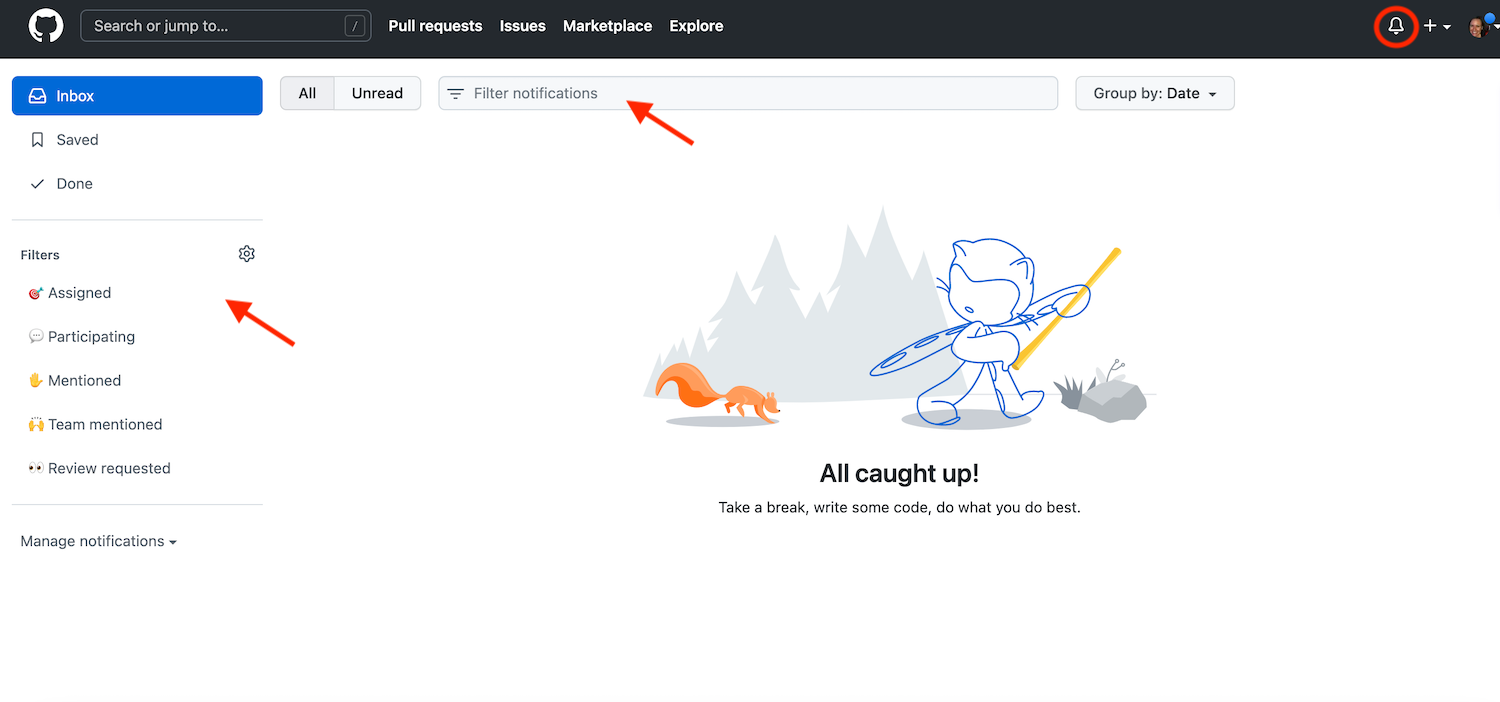 Search or jump to... /
Pull requests
Issues
Marketplace
Explore
Inbox
Saved
Done
All
Unread
Filter notifications
Group by: Date
Filters
Assigned
Participating
Mentioned
Team mentioned
Review requested
Manage notifications
All caught up!
Take a break, write some code, do what you do best.